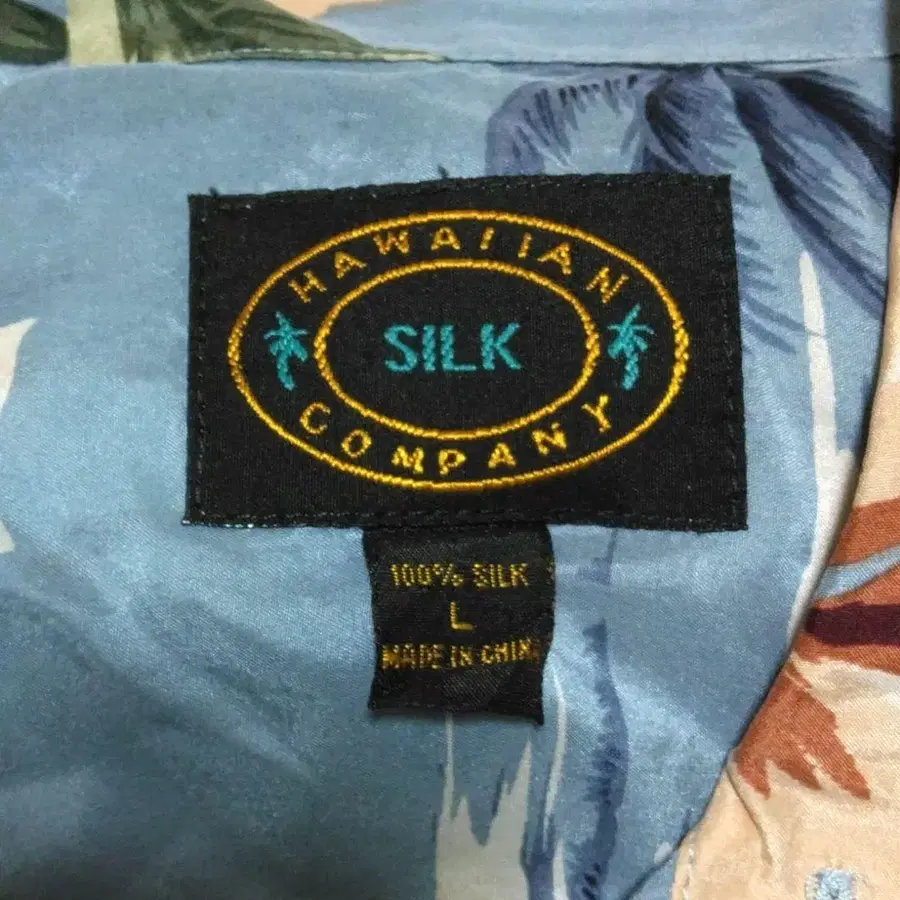 HAWAIIAN
SILK
COMPANY
100% SILK
L
MADE IN CHINA